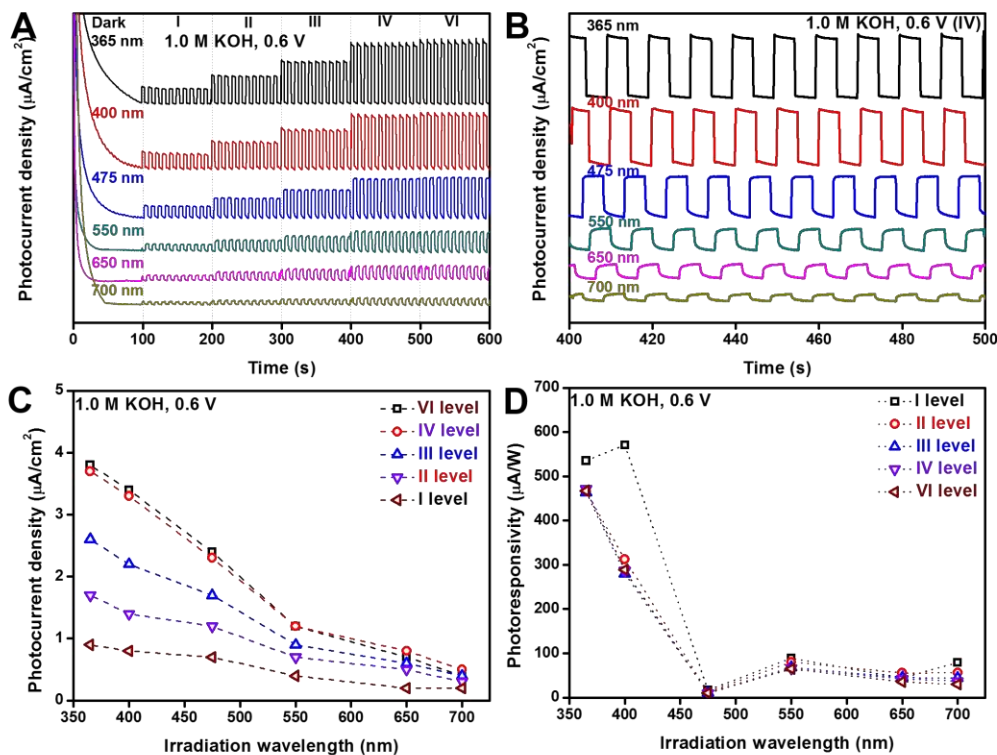 A
Dark I II III IV VI
365 nm 1.0 M KOH, 0.6 V
400 nm
475 nm
550 nm
650 nm
700 nm
Photocurrent density (μA/cm²)
0 100 200 300 400 500 600
Time (s)
B
1.0 M KOH, 0.6 V (IV)
365 nm
400 nm
475 nm
550 nm
650 nm
700 nm
Photocurrent density (μA/cm²)
400 420 440 460 480 500
Time (s)
C
1.0 M KOH, 0.6 V
VI level
IV level
III level
II level
I level
Photocurrent density (μA/cm²)
5
4
3
2
1
0
350 400 450 500 550 600 650 700
Irradiation wavelength (nm)
D
1.0 M KOH, 0.6 V
I level
II level
III level
IV level
VI level
Photoresponsivity (μA/W)
700
600
500
400
300
200
100
0
350 400 450 500 550 600 650 700
Irradiation wavelength (nm)